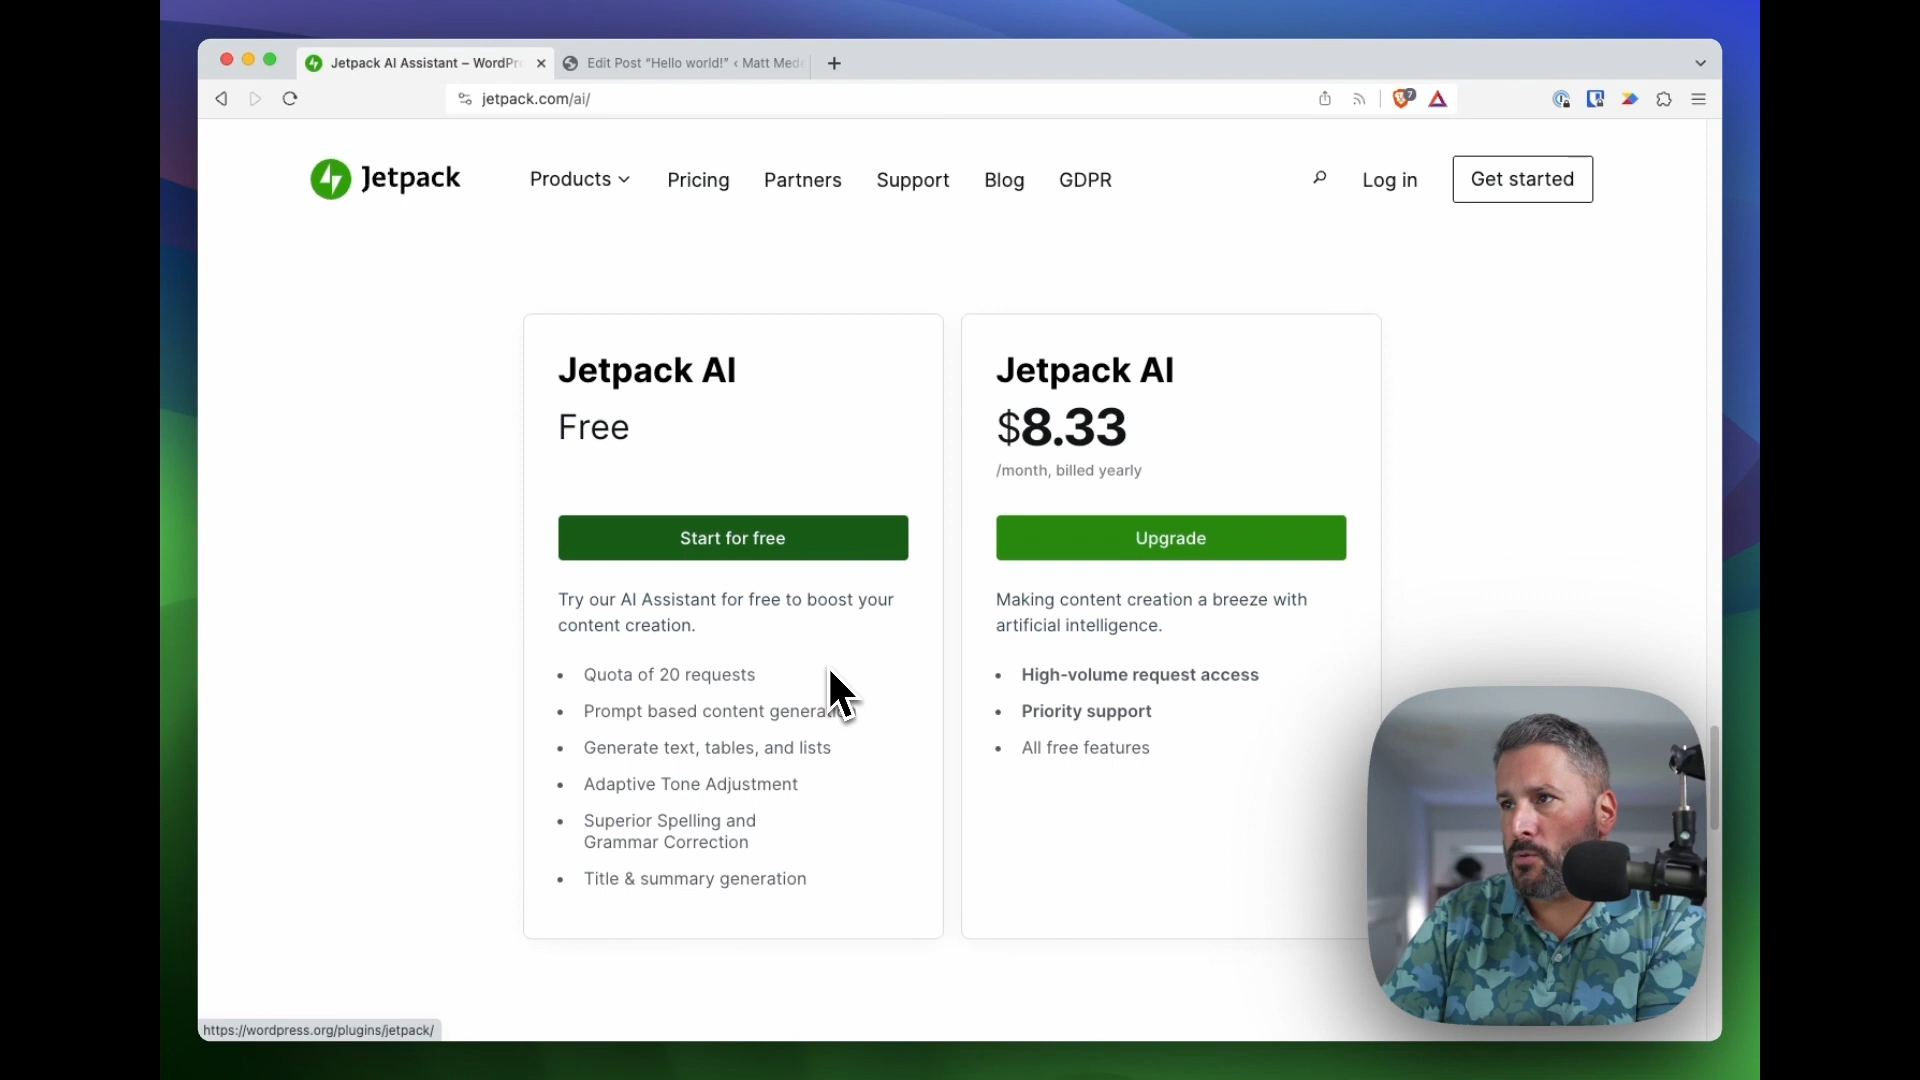 Jetpack AI Assistant – WordPr
Edit Post “Hello world!” ‹ Matt Med
jetpack.com/ai/
7
Jetpack
Products
Pricing
Partners
Support
Blog
GDPR
Log in
Get started
Jetpack AI
Free
Start for free
Try our AI Assistant for free to boost your
content creation.
• Quota of 20 requests
• Prompt based content genera
• Generate text, tables, and lists
• Adaptive Tone Adjustment
• Superior Spelling and
Grammar Correction
• Title & summary generation
Jetpack AI
$8.33
/month, billed yearly
Upgrade
Making content creation a breeze with
artificial intelligence.
• High-volume request access
• Priority support
• All free features
https://wordpress.org/plugins/jetpack/